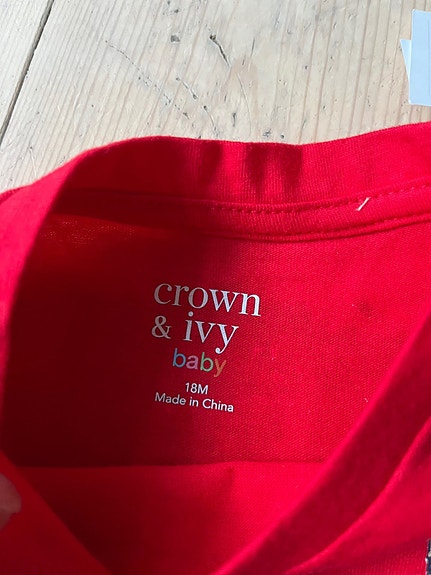 crown
& ivy
baby
18M
Made in China